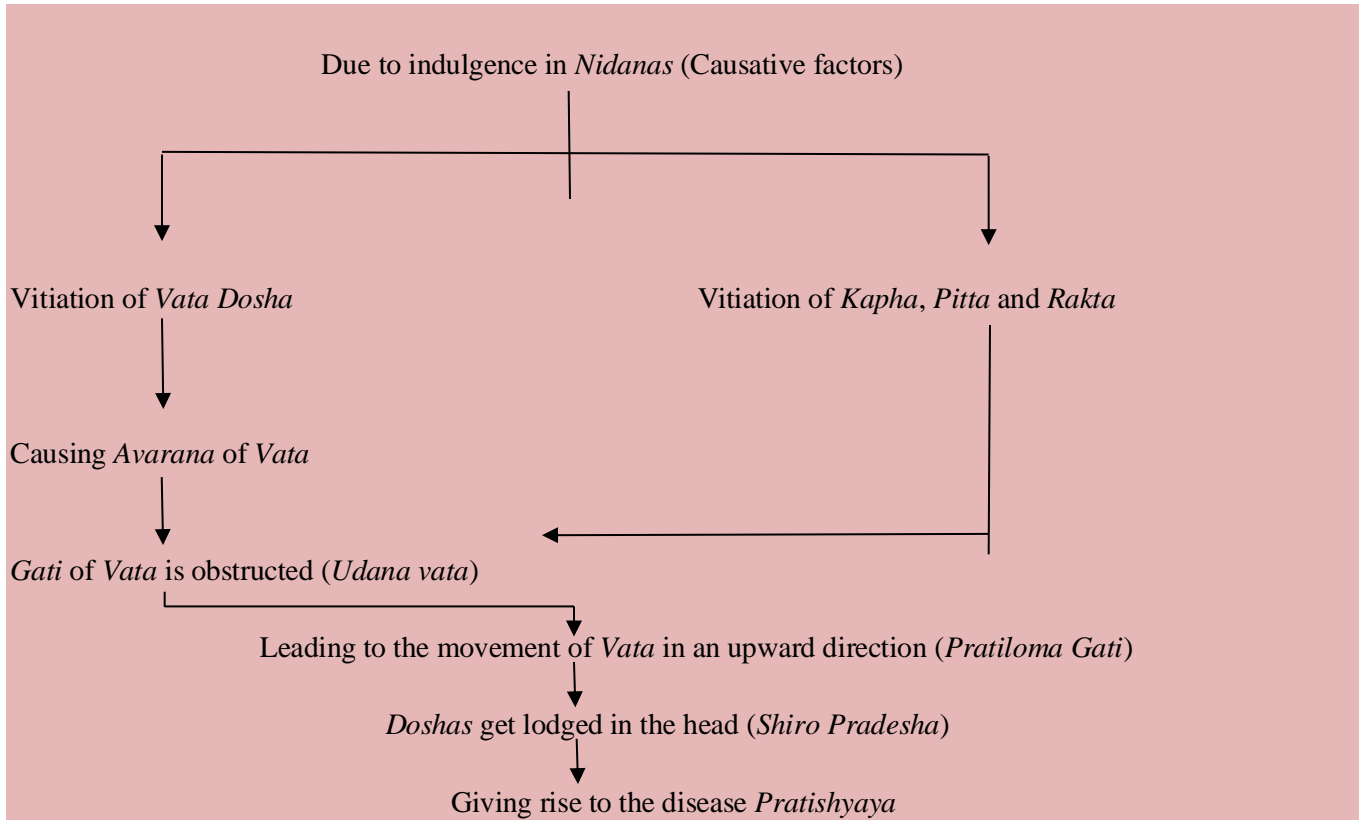 Due to indulgence in Nidanas (Causative factors)
Vitiation of Vata Dosha
Vitiation of Kapha, Pitta and Rakta
Causing Avarana of Vata
Gati of Vata is obstructed (Udana vata)
Leading to the movement of Vata in an upward direction (Pratiloma Gati)
Doshas get lodged in the head (Shiro Pradesha)
Giving rise to the disease Pratishyaya